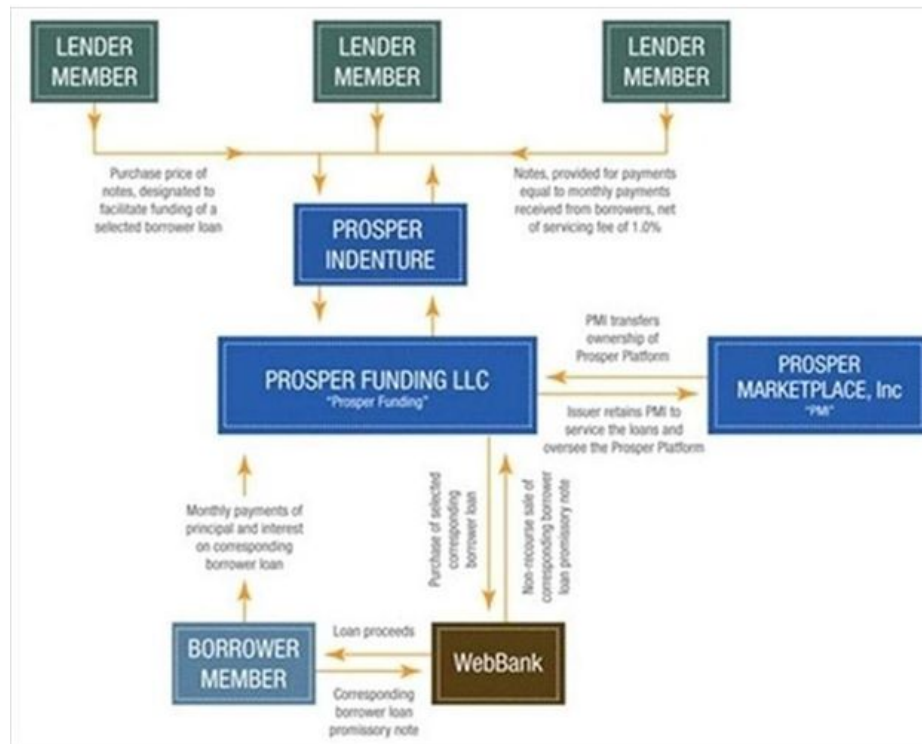 LENDER
MEMBER
LENDER
MEMBER
LENDER
MEMBER
Purchase price of
notes, designated to
facilitate funding of a
selected borrower loan
Notes, provided for payments
equal to monthly payments
received from borrowers, net
of servicing fee of 1.0%
PROSPER
INDENTURE
PROSPER FUNDING LLC
"Prosper Funding"
PMI transfers
ownership of
Prosper Platform
Issuer retains PMI to
service the loans and
oversee the Prosper Platform
PROSPER
MARKETPLACE, Inc
"PMI"
Monthly payments of
principal and interest
on corresponding
borrower loan
Purchase of selected
corresponding
borrower loan
Non-recourse sale of
corresponding borrower
loan promissory note
BORROWER
MEMBER
Loan proceeds
Corresponding
borrower loan
promissory note
WebBank